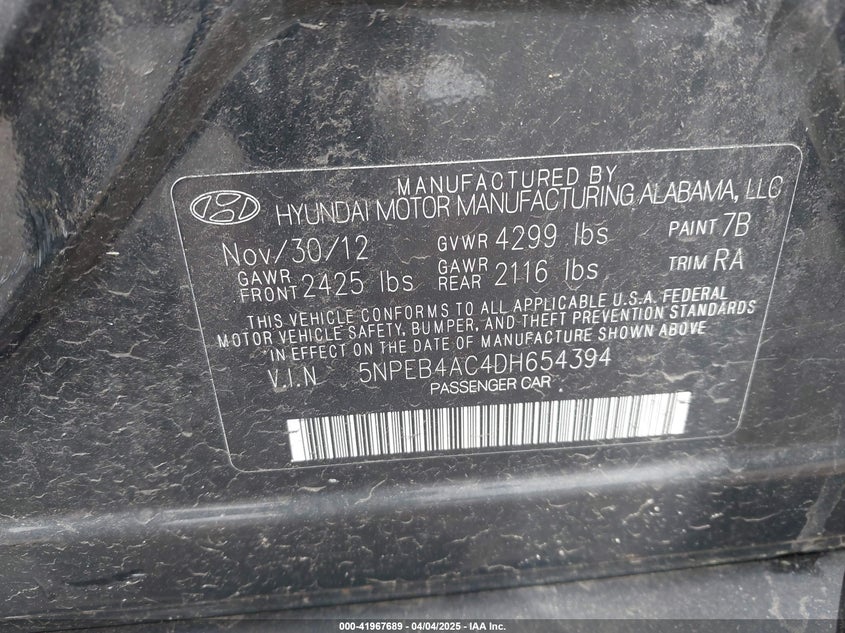 MANUFACTURED BY
HYUNDAI MOTOR MANUFACTURING ALABAMA, LLC
Nov/30/12 GVWR 4299 lbs PAINT 7B
GAWR FRONT 2425 lbs GAWR REAR 2116 lbs TRIM RA
THIS VEHICLE CONFORMS TO ALL APPLICABLE U.S.A. FEDERAL
MOTOR VEHICLE SAFETY, BUMPER, AND THEFT PREVENTION STANDARDS
IN EFFECT ON THE DATE OF MANUFACTURE SHOWN ABOVE
V.I.N 5NPEB4AC4DH654394
PASSENGER CAR
000-41967689 - 04/04/2025 - IAA Inc.